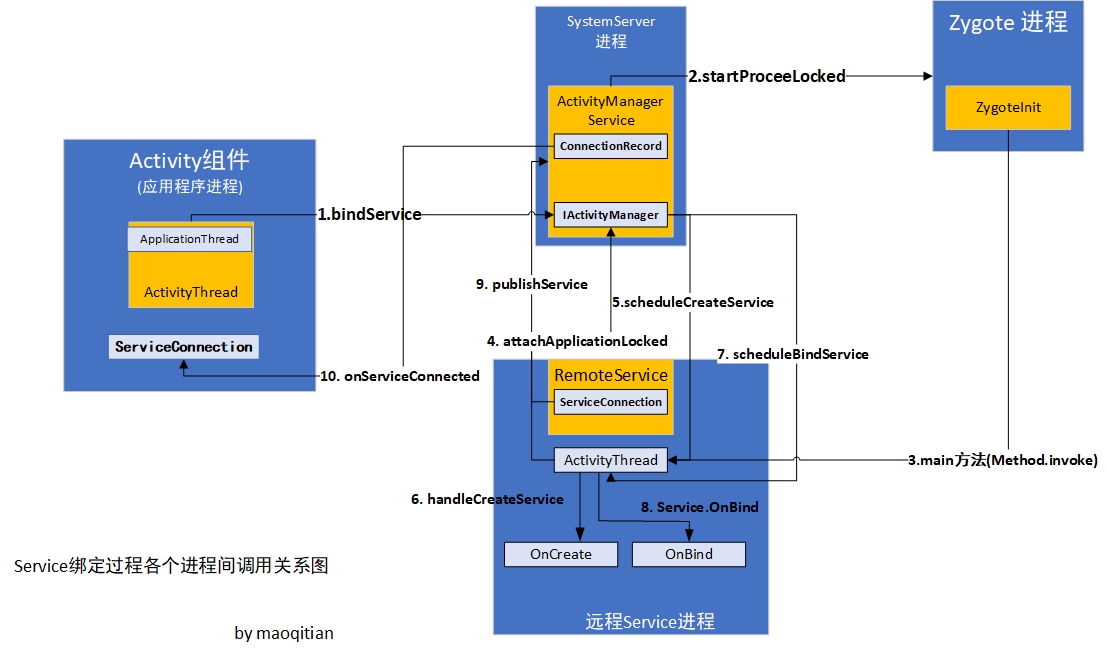 SystemServer
进程
Zygote 进程
2.startProceeLocked
ActivityManager
Service
ZygoteInit
ConnectionRecord
Activity组件
(应用程序进程)
1.bindService
IActivityManager
ApplicationThread
ActivityThread
9. publishService
5.scheduleCreateService
ServiceConnection
4. attachApplicationLocked
7. scheduleBindService
10. onServiceConnected
RemoteService
ServiceConnection
ActivityThread
3.main方法(Method.invoke)
6. handleCreateService
8. Service.OnBind
OnCreate
OnBind
Service绑定过程各个进程间调用关系图
远程Service进程
by maoqitian